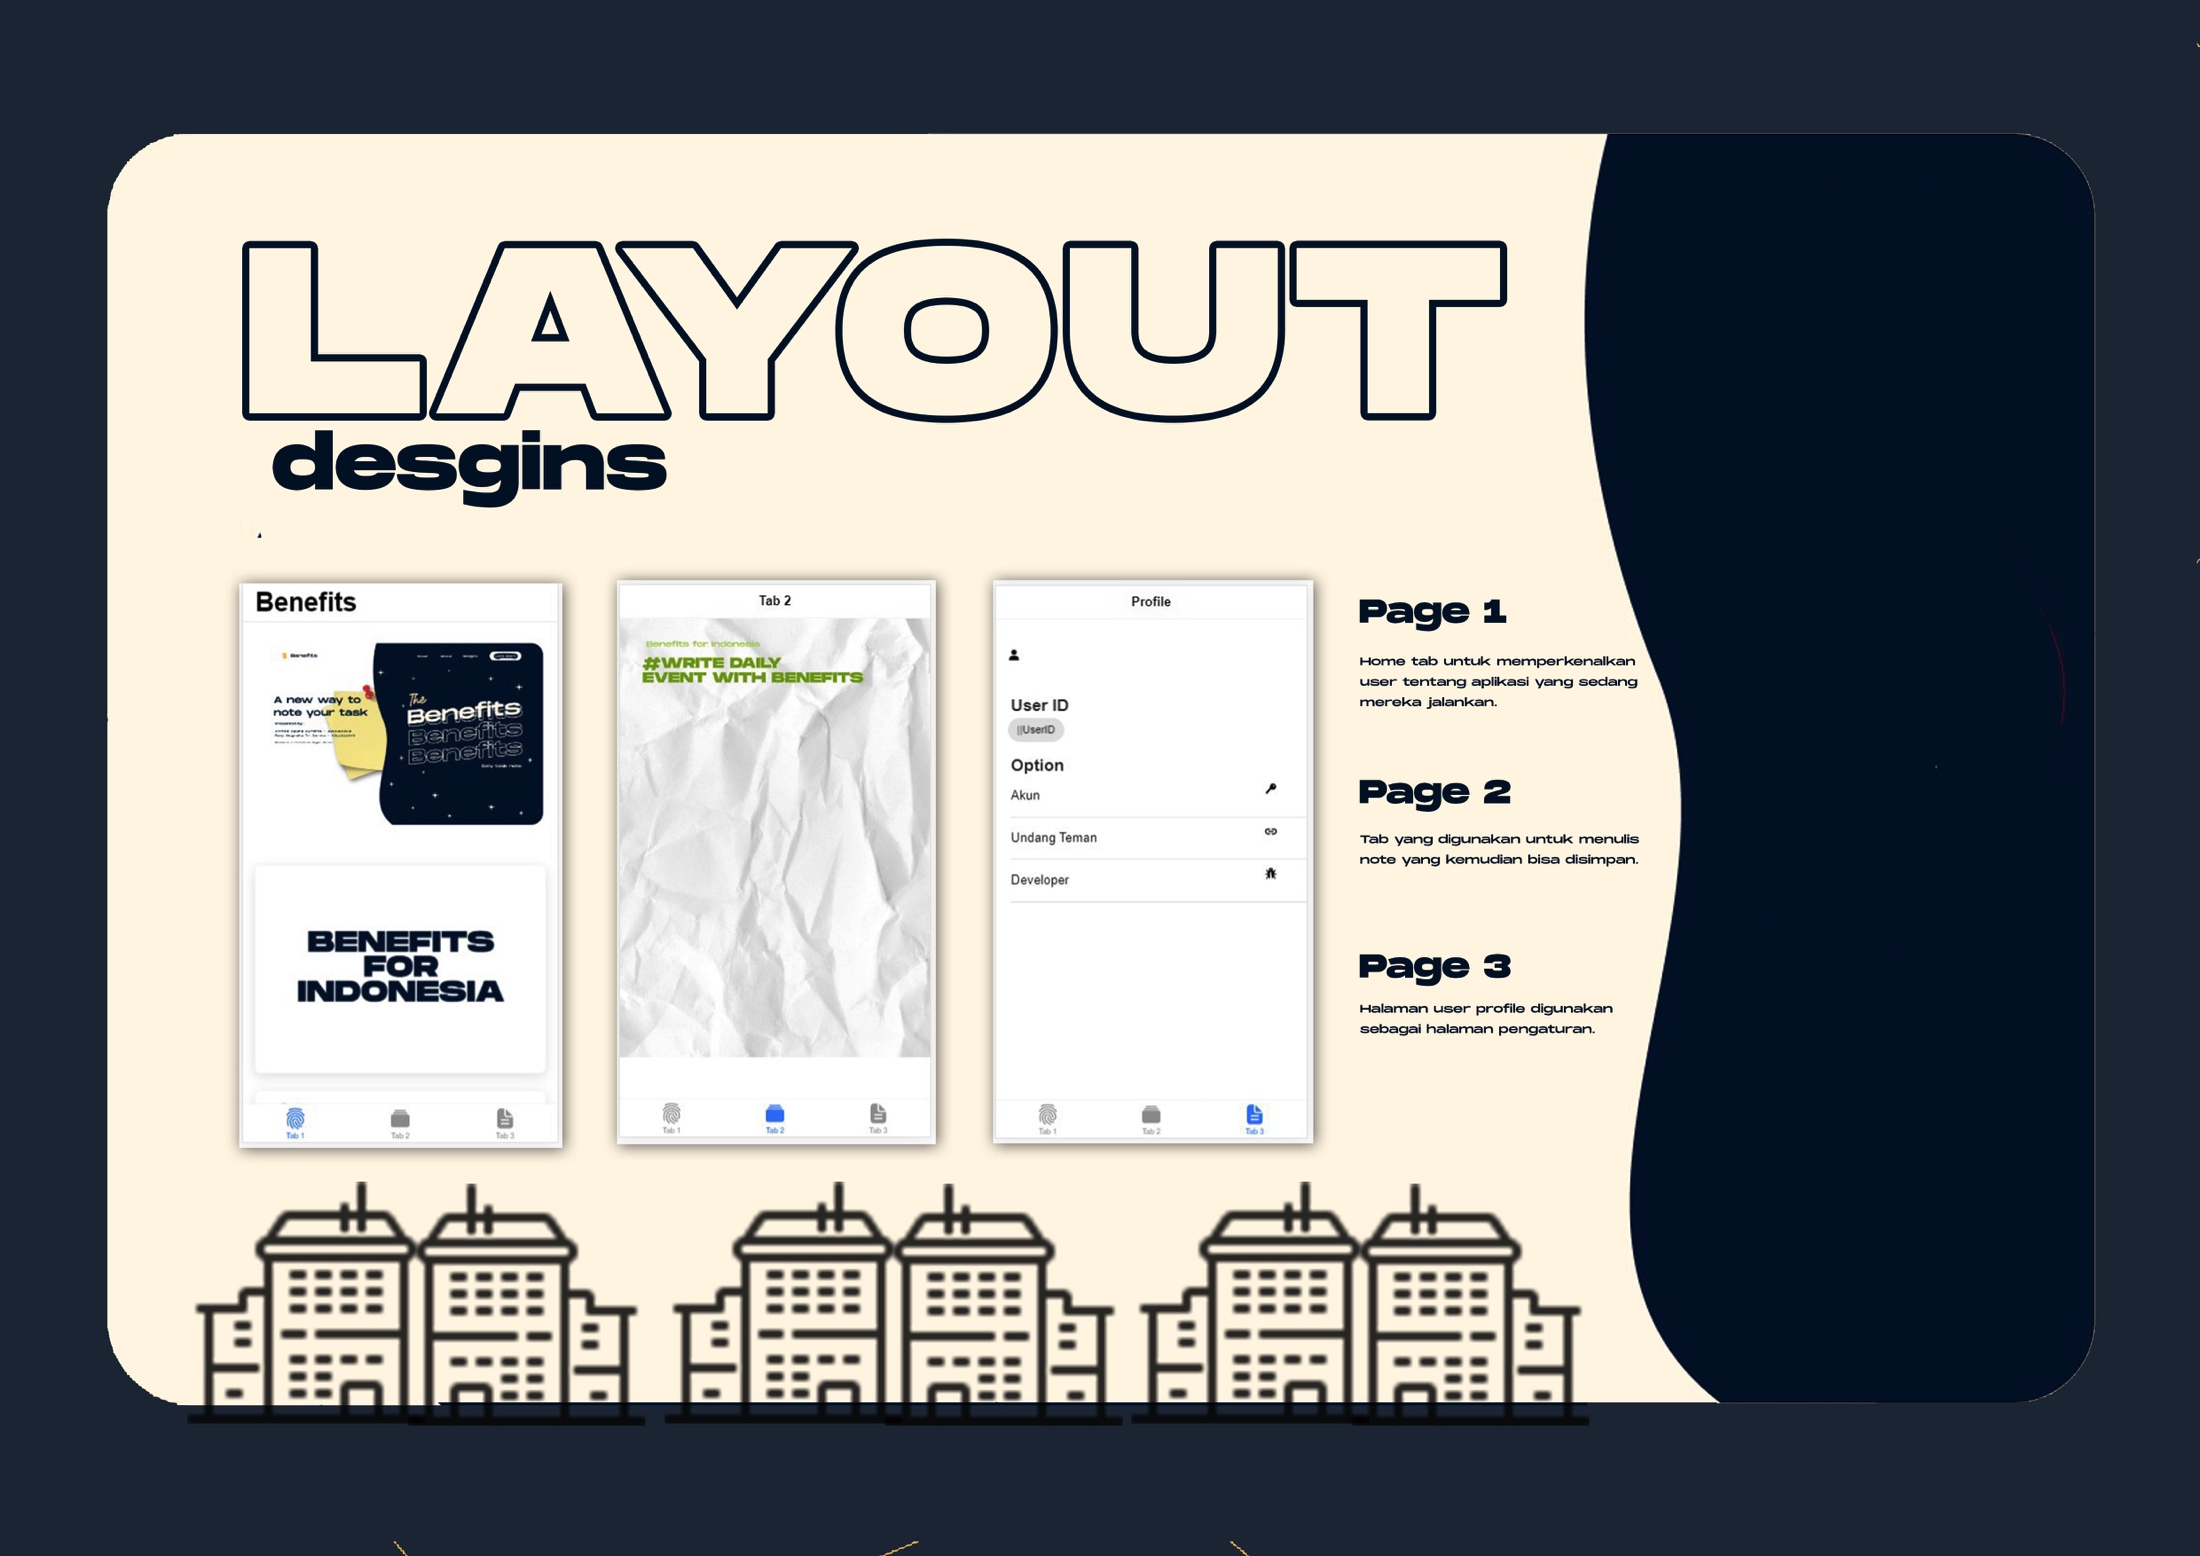 LAYOUT
desgins
Benefits
Benefits
A new way to
note your task
The
Benefits
Benefits
Benefits
Daily task note
BENEFITS
FOR
INDONESIA
Tab 1
Tab 2
Tab 3
Tab 2
Benefits for Indonesia
#WRITE DAILY
EVENT WITH BENEFITS
Tab 1
Tab 2
Tab 3
Profile
User ID
||UserID
Option
Akun
Undang Teman
Developer
Tab 1
Tab 2
Tab 3
Page 1
Home tab untuk memperkenalkan
user tentang aplikasi yang sedang
mereka jalankan.
Page 2
Tab yang digunakan untuk menulis
note yang kemudian bisa disimpan.
Page 3
Halaman user profile digunakan
sebagai halaman pengaturan.